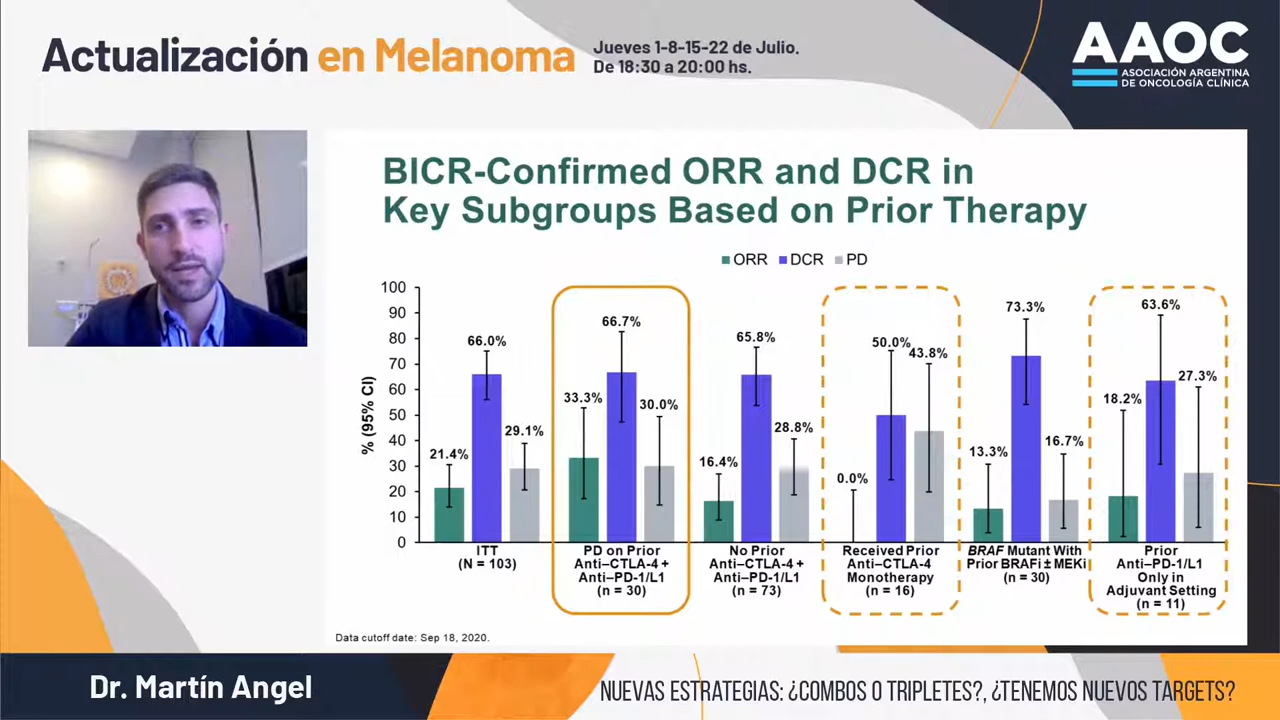 Actualización en Melanoma
Jueves 1-8-15-22 de Julio.
De 18:30 a 20:00 hs.
AAOC
ASOCIACIÓN ARGENTINA
DE ONCOLOGÍA CLÍNICA
BICR-Confirmed ORR and DCR in
Key Subgroups Based on Prior Therapy
ORR DCR PD
% (95% CI)
100
90
80
70
60
50
40
30
20
10
0
21.4% 66.0% 29.1%
33.3% 66.7% 30.0%
16.4% 65.8% 28.8%
0.0% 50.0% 43.8%
13.3% 73.3% 16.7%
18.2% 63.6% 27.3%
ITT
(N = 103)
PD on Prior
Anti–CTLA-4 +
Anti–PD-1/L1
(n = 30)
No Prior
Anti–CTLA-4 +
Anti–PD-1/L1
(n = 73)
Received Prior
Anti–CTLA-4
Monotherapy
(n = 16)
BRAF Mutant With
Prior BRAFi ± MEKi
(n = 30)
Prior
Anti–PD-1/L1
Only in
Adjuvant Setting
(n = 11)
Data cutoff date: Sep 18, 2020.
Dr. Martín Angel
NUEVAS ESTRATEGIAS: ¿COMBOS O TRIPLETES?, ¿TENEMOS NUEVOS TARGETS?